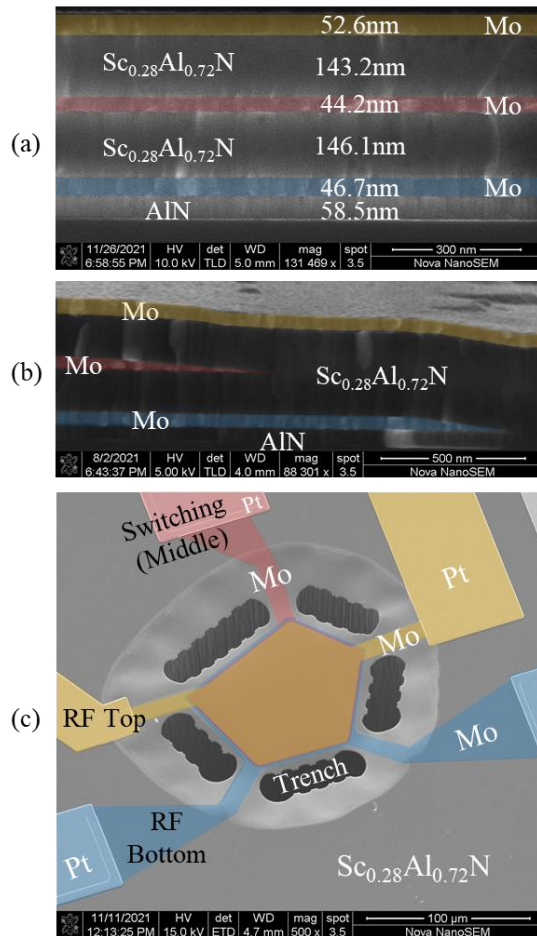 (a)
52.6nm Mo
Sc0.28Al0.72N 143.2nm
44.2nm Mo
Sc0.28Al0.72N 146.1nm
46.7nm Mo
AlN 58.5nm
11/26/2021 HV det WD mag spot 300 nm
6:58:55 PM 10.0 kV TLD 5.0 mm 131 469 x 3.5 Nova NanoSEM
(b)
Mo
Mo
Sc0.28Al0.72N
Mo
AlN
8/2/2021 HV det WD mag spot 500 nm
6:43:37 PM 5.00 kV TLD 4.0 mm 88 301 x 3.5 Nova NanoSEM
(c)
Switching
(Middle)
Pt
Mo
Pt
Mo
RF Top
Mo
Trench
RF
Bottom
Pt
Sc0.28Al0.72N
11/11/2021 HV det WD mag spot 100 µm
12:13:25 PM 15.0 kV ETD 4.7 mm 500 x 3.5 Nova NanoSEM